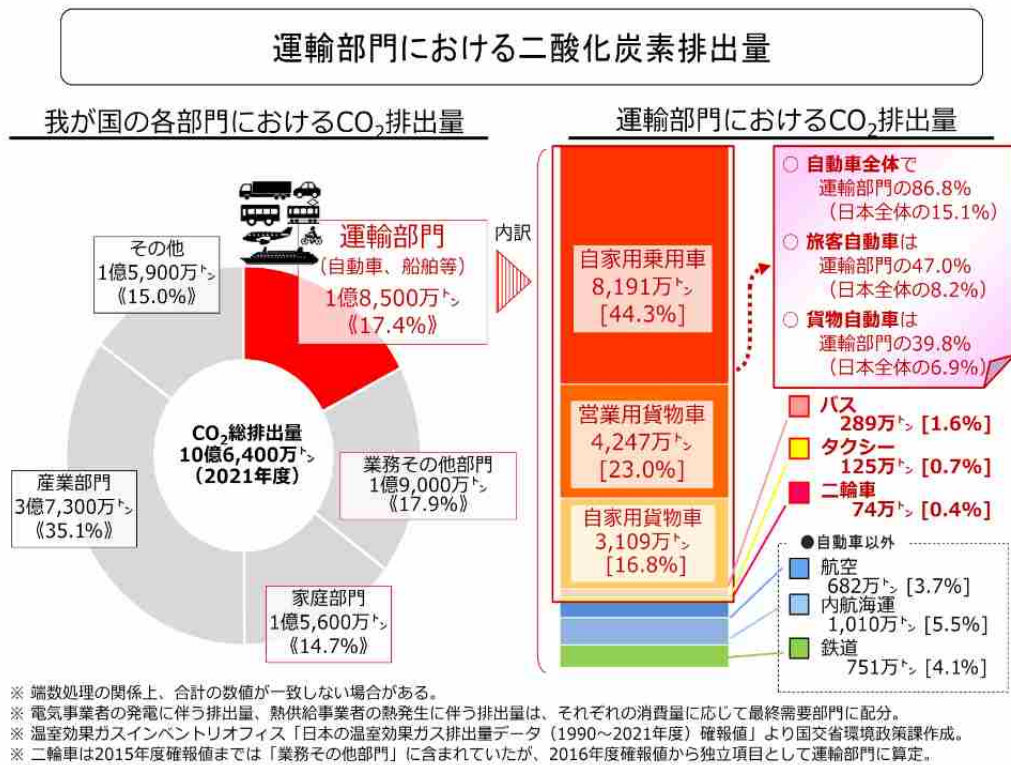 運輸部門における二酸化炭素排出量
我が国の各部門におけるCO₂排出量
運輸部門
(自動車、船舶等)
1億8,500万㌧
《17.4%》
その他
1億5,900万㌧
《15.0%》
CO₂総排出量
10億6,400万㌧
(2021年度)
業務その他部門
1億9,000万㌧
《17.9%》
産業部門
3億7,300万㌧
《35.1%》
家庭部門
1億5,600万㌧
《14.7%》
内訳
運輸部門におけるCO₂排出量
自家用乗用車
8,191万㌧
[44.3%]
営業用貨物車
4,247万㌧
[23.0%]
自家用貨物車
3,109万㌧
[16.8%]
○ 自動車全体で
運輸部門の86.8%
(日本全体の15.1%)
○ 旅客自動車は
運輸部門の47.0%
(日本全体の8.2%)
○ 貨物自動車は
運輸部門の39.8%
(日本全体の6.9%)
バス
289万㌧ [1.6%]
タクシー
125万㌧ [0.7%]
二輪車
74万㌧ [0.4%]
●自動車以外
航空
682万㌧ [3.7%]
内航海運
1,010万㌧ [5.5%]
鉄道
751万㌧ [4.1%]
※ 端数処理の関係上、合計の数値が一致しない場合がある。
※ 電気事業者の発電に伴う排出量、熱供給事業者の熱発生に伴う排出量は、それぞれの消費量に応じて最終需要部門に配分。
※ 温室効果ガスインベントリオフィス「日本の温室効果ガス排出量データ(1990～2021年度)確報値」より国交省環境政策課作成。
※ 二輪車は2015年度確報値までは「業務その他部門」に含まれていたが、2016年度確報値から独立項目として運輸部門に算定。